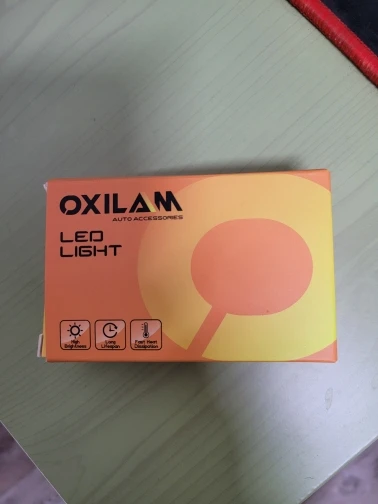 OXILAM
AUTO ACCESSORIES
LED
LIGHT
High
Brightness
Long
Lifespan
Fast Heat
Dissipation